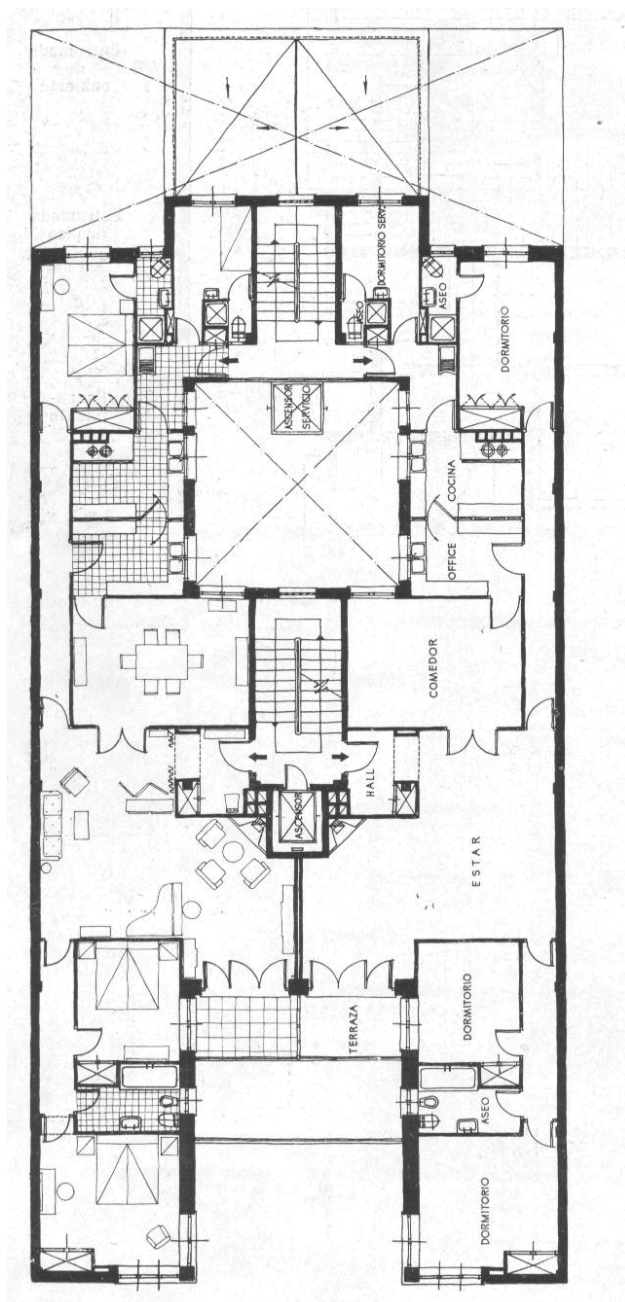 DORMITORIO SERV.
ASEO
ASEO
DORMITORIO
ASCENSOR
SERVICIO
COCINA
OFFICE
COMEDOR
HALL
ASCENSOR
ESTAR
TERRAZA
DORMITORIO
ASEO
DORMITORIO